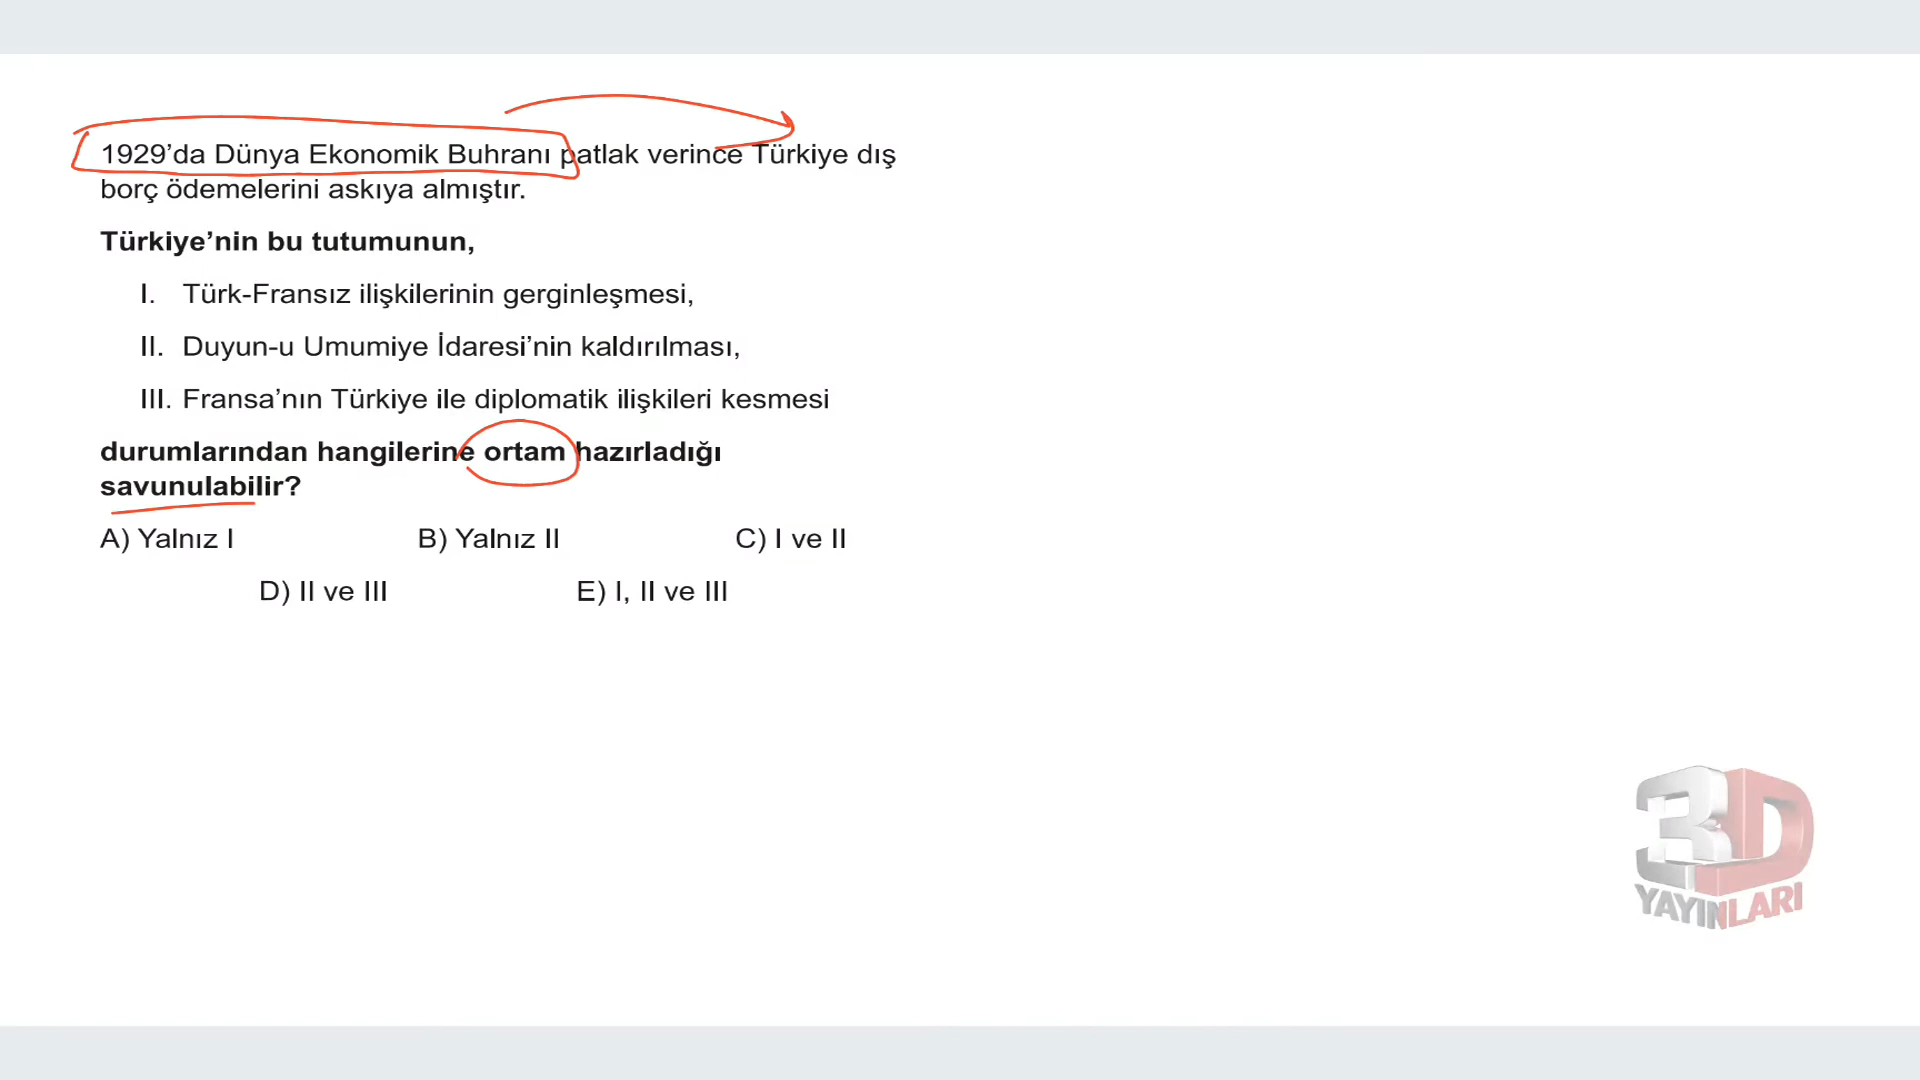 1929’da Dünya Ekonomik Buhranı patlak verince Türkiye dış
borç ödemelerini askıya almıştır.
Türkiye’nin bu tutumunun,
I. Türk-Fransız ilişkilerinin gerginleşmesi,
II. Duyun-u Umumiye İdaresi’nin kaldırılması,
III. Fransa’nın Türkiye ile diplomatik ilişkileri kesmesi
durumlarından hangilerine ortam hazırladığı
savunulabilir?
A) Yalnız I B) Yalnız II C) I ve II
D) II ve III E) I, II ve III
3D
YAYINLARI